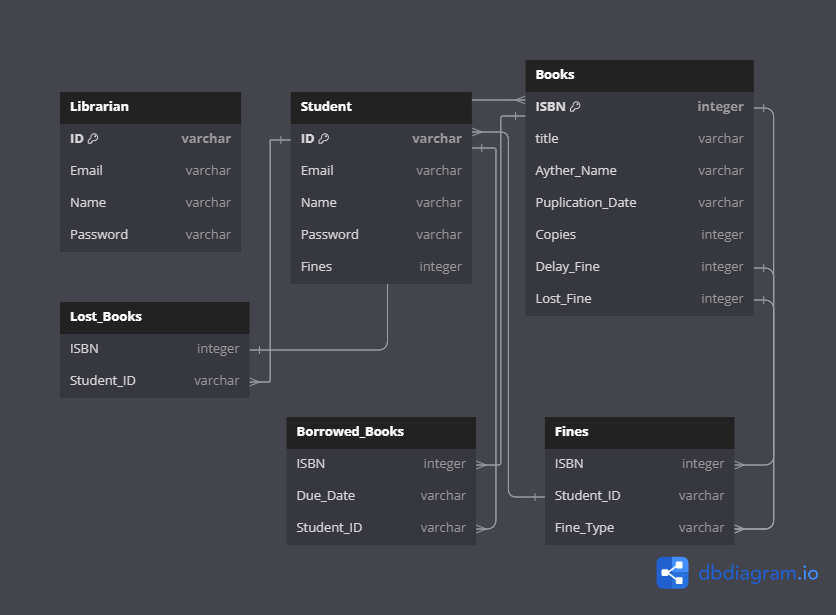 Librarian
ID varchar
Email varchar
Name varchar
Password varchar
Student
ID varchar
Email varchar
Name varchar
Password varchar
Fines integer
Books
ISBN integer
title varchar
Ayther_Name varchar
Puplication_Date varchar
Copies integer
Delay_Fine integer
Lost_Fine integer
Lost_Books
ISBN integer
Student_ID varchar
Borrowed_Books
ISBN integer
Due_Date varchar
Student_ID varchar
Fines
ISBN integer
Student_ID varchar
Fine_Type varchar
dbdiagram.io